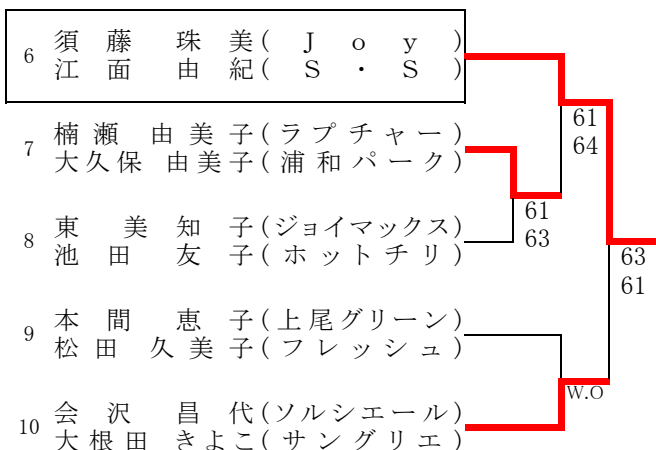 6 須藤 珠美(Joy)
江面 由紀(S・S)
61
64
7 楠瀬 由美子(ラプチャー)
大久保 由美子(浦和パーク)
61
63
8 東 美知子(ジョイマックス)
池田 友子(ホットチリ)
63
61
9 本間 恵子(上尾グリーン)
松田 久美子(フレッシュ)
W.O
10 会沢 昌代(ソルシエール)
大根田 きよこ(サングリエ)